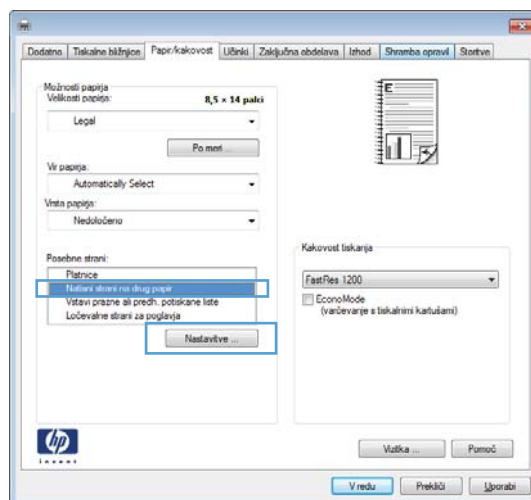 Dodatno Tiskalne bližnjice Papir/kakovost Učinki Zaključna obdelava Izhod Shramba opravil Storitve
Možnosti papirja
Velikosti papirja: 8,5 × 14 palci
Legal
Po meri ...
Vir papirja:
Automatically Select
Vrsta papirja:
Nedoločeno
Posebne strani:
Platnice
Natisni strani na drug papir
Vstavi prazne ali predh. potiskane liste
Ločevalne strani za poglavja
Nastavitve ...
E
Kakovost tiskanja
FastRes 1200
EconoMode
(varčevanje s tiskalnimi kartušami)
hp
invent
Vizitka ... Pomoč
V redu Prekliči Uporabi